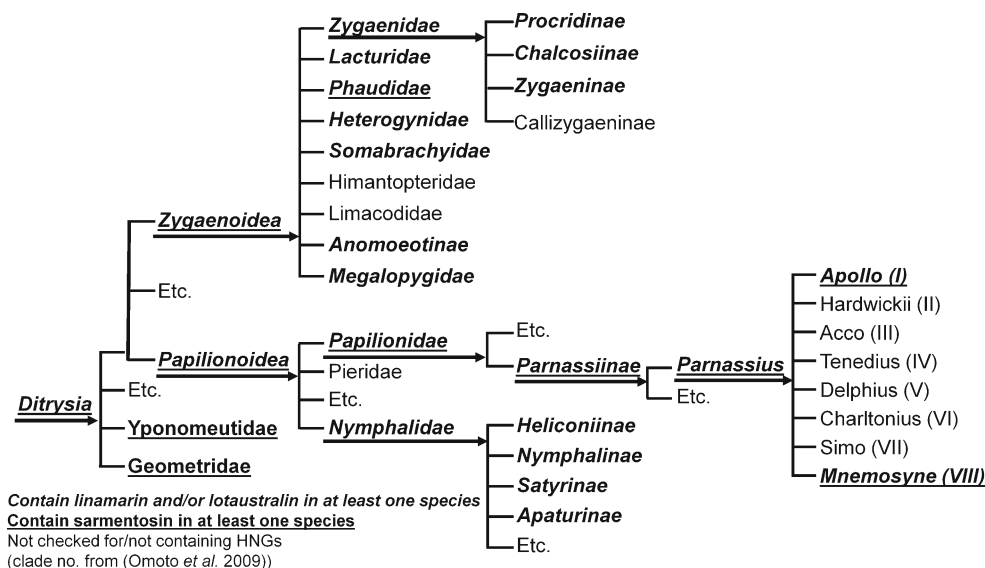 Zygaenidae
Procridinae
Lacturidae
Chalcosiinae
Phaudidae
Zygaeninae
Heterogynidae
Callizygaeninae
Somabrachyidae
Himantopteridae
Limacodidae
Zygaenoidea
Anomoeotinae
Megalopygidae
Apollo (I)
Etc.
Hardwickii (II)
Etc.
Acco (III)
Papilionidae
Papilionoidea
Parnassiinae
Parnassius
Tenedius (IV)
Pieridae
Etc.
Delphius (V)
Etc.
Etc.
Ditrysia
Charltonius (VI)
Yponomeutidae
Nymphalidae
Heliconiinae
Simo (VII)
Nymphalinae
Geometridae
Mnemosyne (VIII)
Satyrinae
Apaturinae
Etc.
Contain linamarin and/or lotaustralin in at least one species
Contain sarmentosin in at least one species
Not checked for/not containing HNGs
(clade no. from (Omoto et al. 2009))